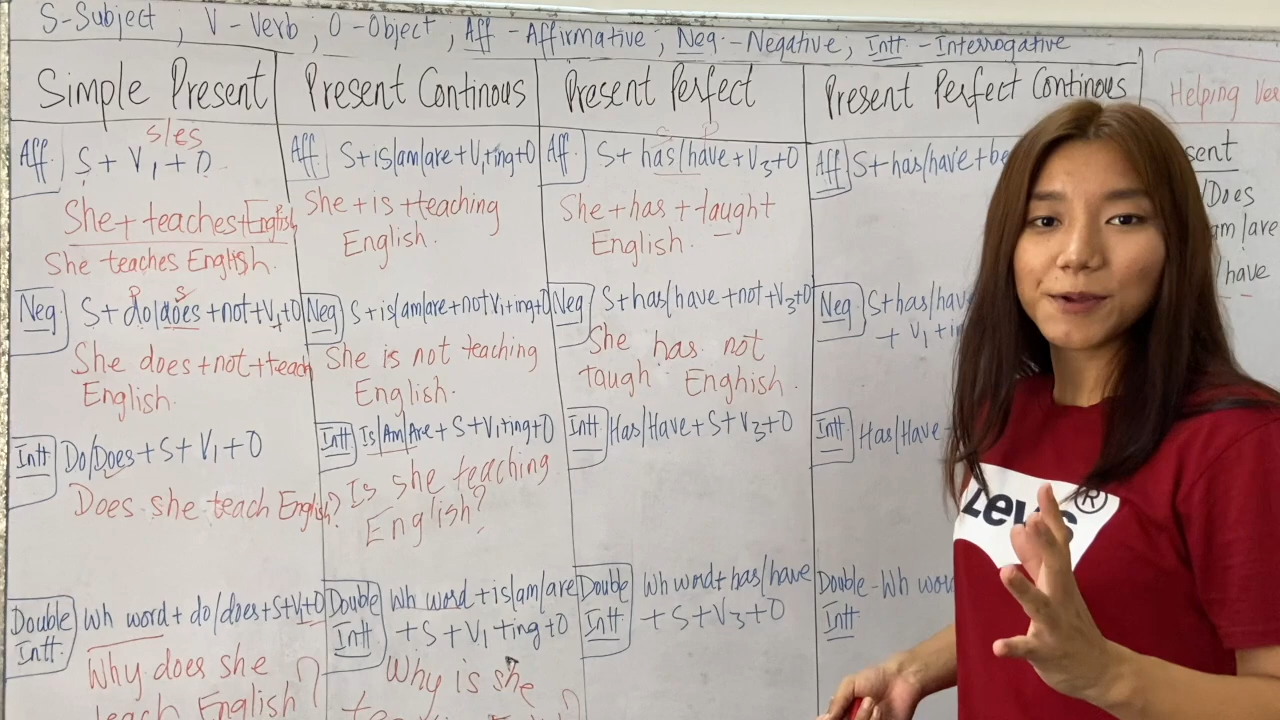 S-Subject , V-Verb, O-Object, Aff - Affirmative, Neg.-Negative, Intt - Interrogative
Simple Present
s/es
Aff. S + V1 + O
She + teaches + English
She teaches English.
P S
Neg S + do/does + not + V1 + O
She does + not + teach
English.
Intt Do/Does + S + V1 + O
Does she teach English?
Double Intt. Wh word + do/does + S + V1 + O
Why does she
teach English?
Present Continous
Aff. S + is/am/are + V1+ing + O
She + is + teaching
English.
Neg S + is/am/are + not V1+ing + O
She is not teaching
English.
Intt Is/Am/Are + S + V1+ing + O
Is she teaching
English?
Double Intt Wh word + is/am/are
+ S + V1 + ing + O
Why is she
Present Perfect
S P
Aff S + has/have + V3 + O
She + has + taught
English.
Neg S + has/have + not + V3 + O
She has not
taugh Enghish.
Intt Has/Have + S + V3 + O
Double Intt Wh word + has/have
+ S + V3 + O
Present Perfect Continous
Aff S + has/have + be
Neg S + has/hav
+ V1 + in
Intt Has/Have +
Double Intt - Wh wor
Helping Ver
sent
/Does
am/are
/have
Levi's ®